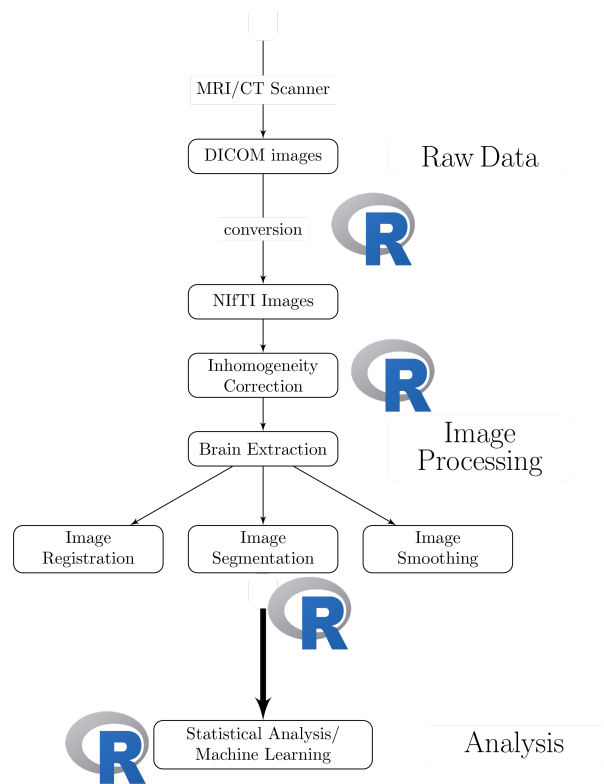 MRI/CT Scanner
DICOM images
Raw Data
conversion
R
NIfTI Images
Inhomogeneity
Correction
R
Brain Extraction
Image
Processing
Image
Registration
Image
Segmentation
Image
Smoothing
R
Statistical Analysis/
Machine Learning
R
Analysis